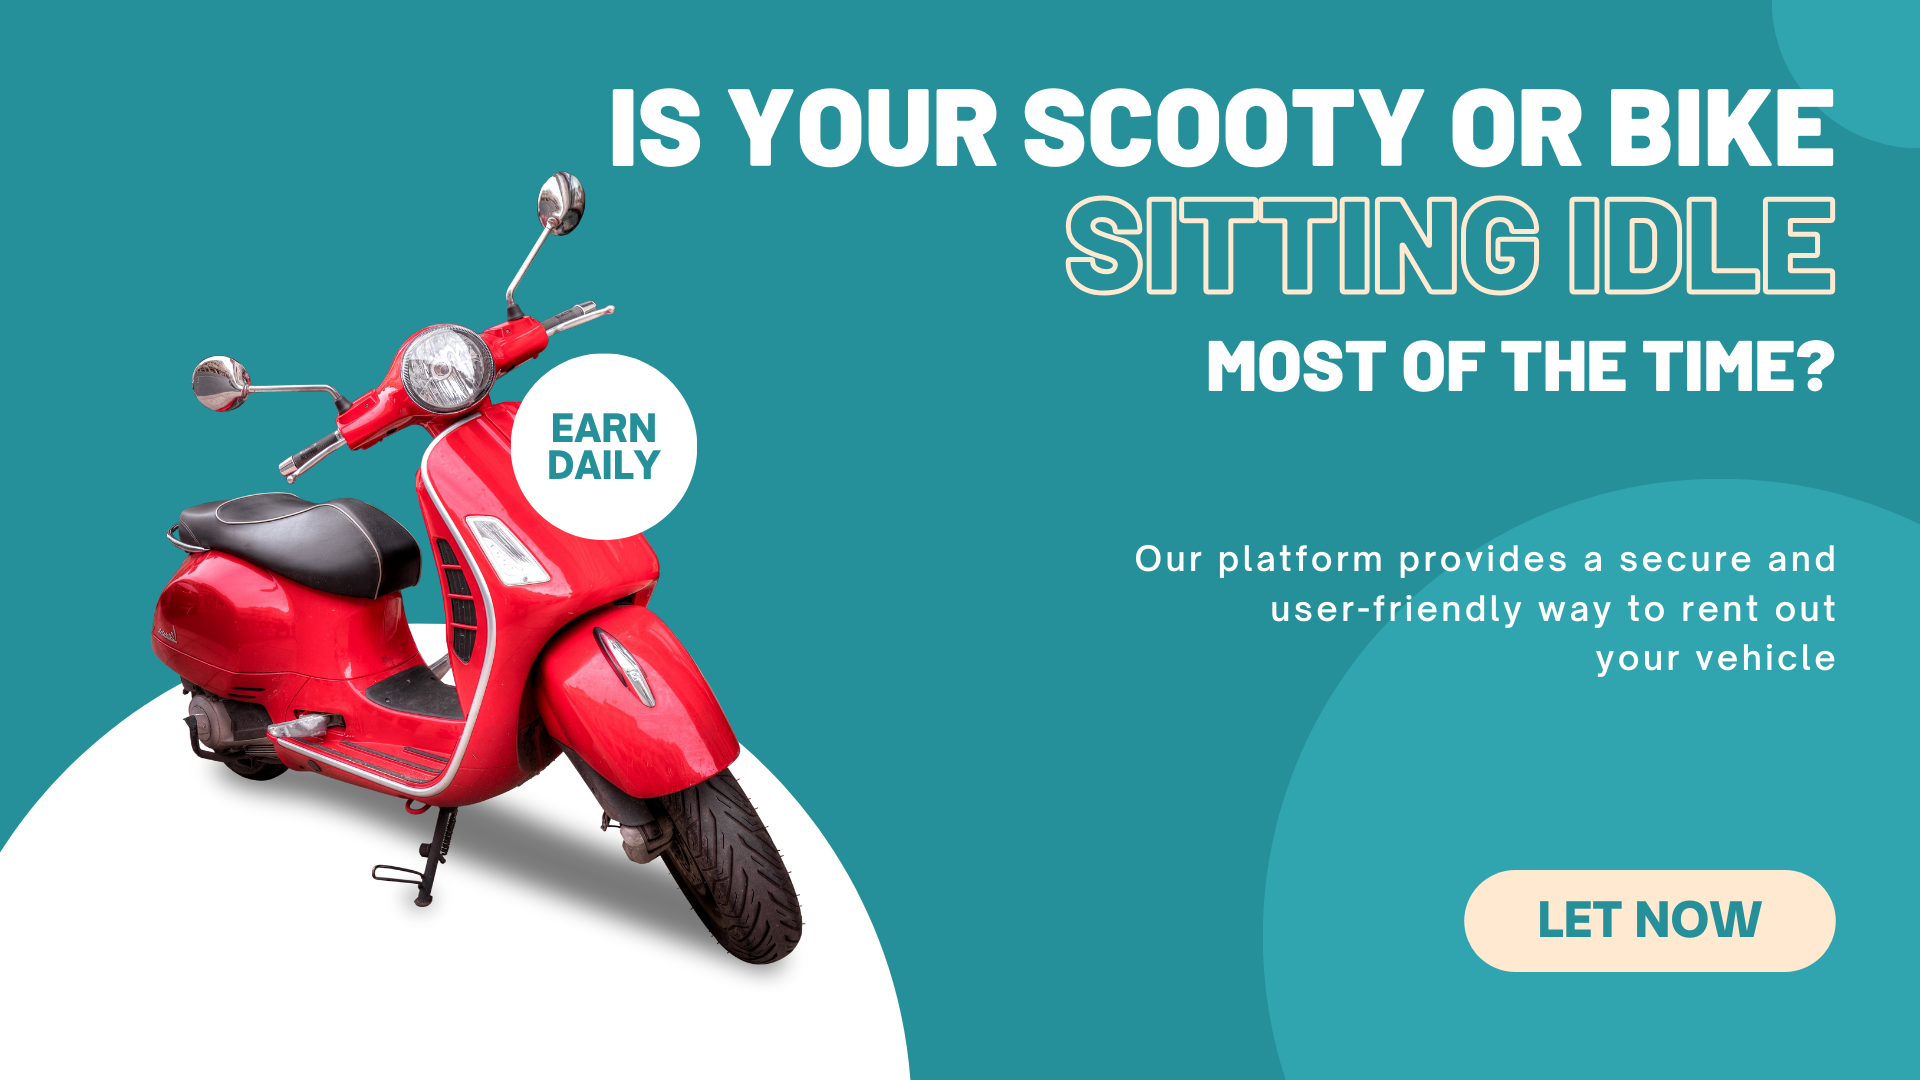 IS YOUR SCOOTY OR BIKE
SITTING IDLE
MOST OF THE TIME?
EARN
DAILY
Our platform provides a secure and
user-friendly way to rent out
your vehicle
LET NOW